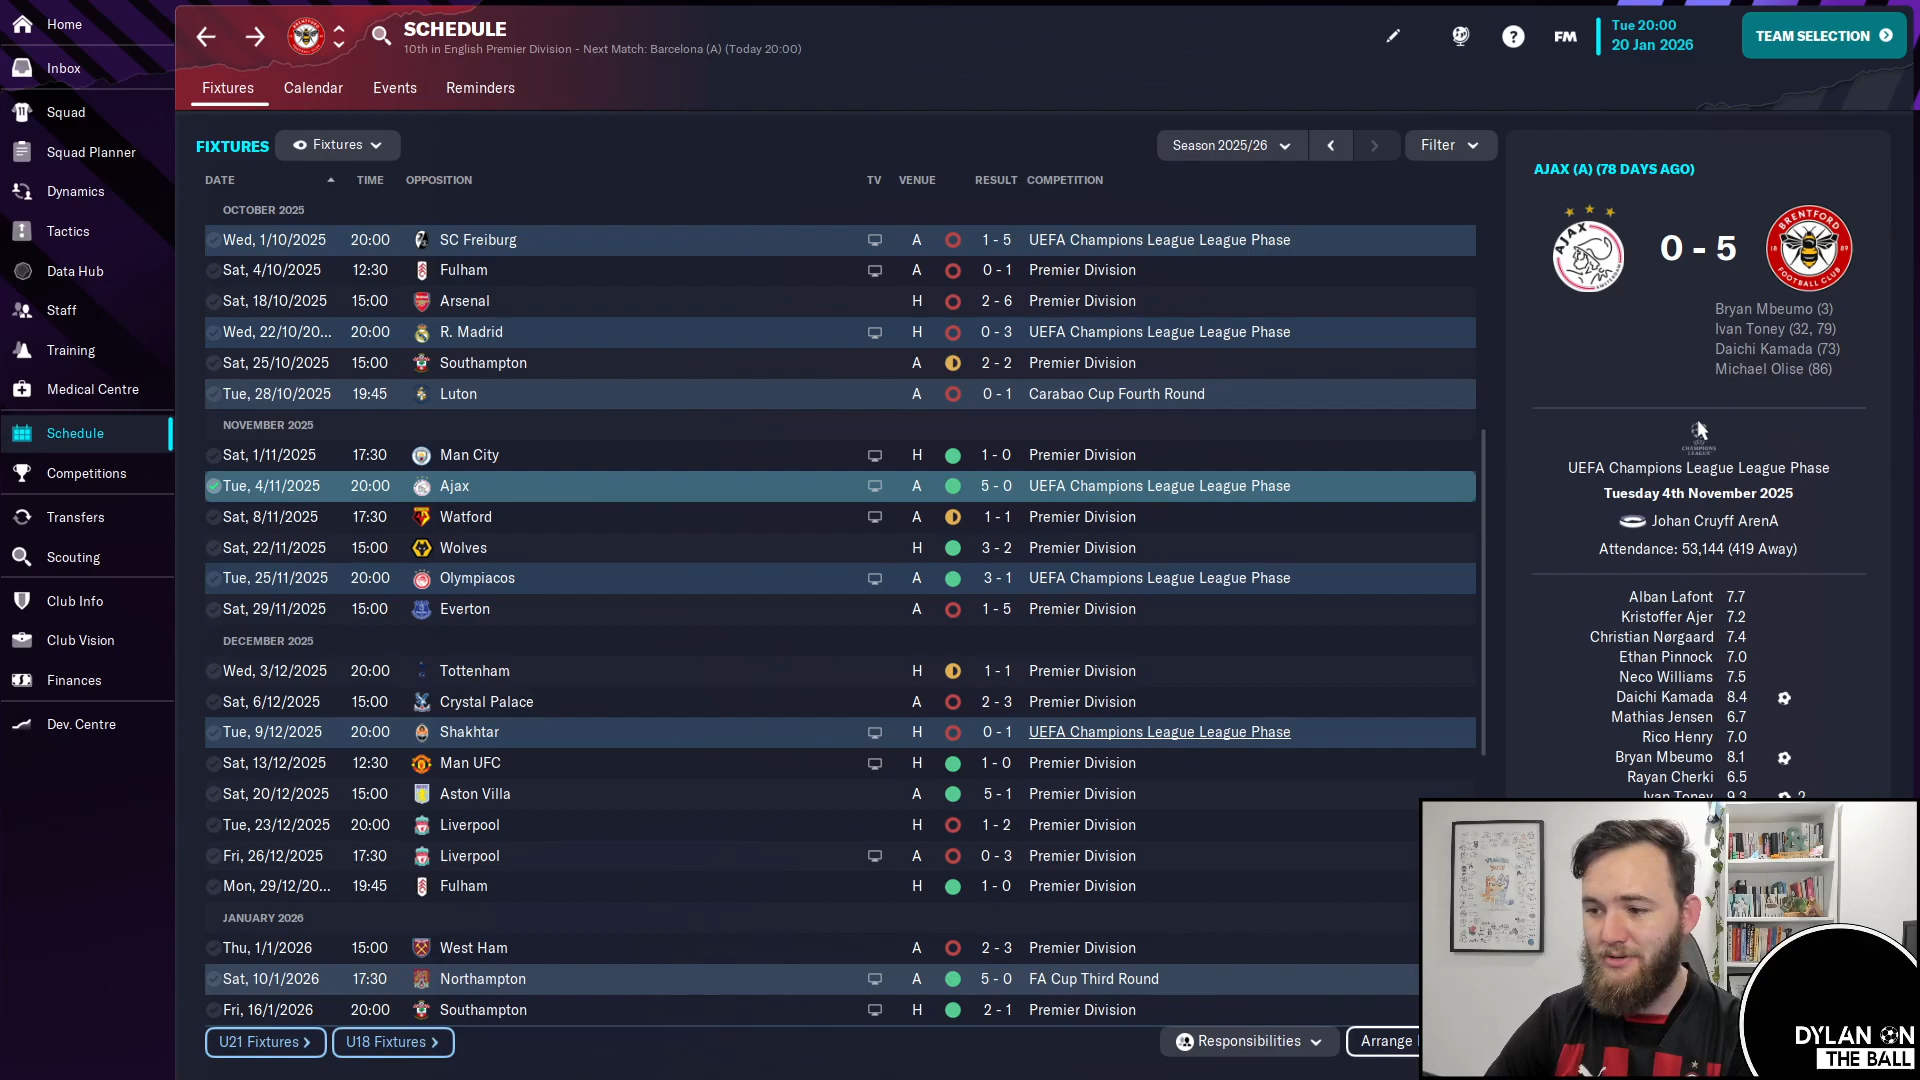 Home
Inbox
Squad
Squad Planner
Dynamics
Tactics
Data Hub
Staff
Training
Medical Centre
Schedule
Competitions
Transfers
Scouting
Club Info
Club Vision
Finances
Dev. Centre
SCHEDULE
10th in English Premier Division - Next Match: Barcelona (A) (Today 20:00)
FM
Tue 20:00
20 Jan 2026
TEAM SELECTION
Fixtures Calendar Events Reminders
FIXTURES Fixtures Season 2025/26 Filter
DATE TIME OPPOSITION TV VENUE RESULT COMPETITION
OCTOBER 2025
Wed, 1/10/2025 20:00 SC Freiburg A 1 - 5 UEFA Champions League League Phase
Sat, 4/10/2025 12:30 Fulham A 0 - 1 Premier Division
Sat, 18/10/2025 15:00 Arsenal H 2 - 6 Premier Division
Wed, 22/10/20... 20:00 R. Madrid H 0 - 3 UEFA Champions League League Phase
Sat, 25/10/2025 15:00 Southampton A 2 - 2 Premier Division
Tue, 28/10/2025 19:45 Luton A 0 - 1 Carabao Cup Fourth Round
NOVEMBER 2025
Sat, 1/11/2025 17:30 Man City H 1 - 0 Premier Division
Tue, 4/11/2025 20:00 Ajax A 5 - 0 UEFA Champions League League Phase
Sat, 8/11/2025 17:30 Watford A 1 - 1 Premier Division
Sat, 22/11/2025 15:00 Wolves H 3 - 2 Premier Division
Tue, 25/11/2025 20:00 Olympiacos A 3 - 1 UEFA Champions League League Phase
Sat, 29/11/2025 15:00 Everton A 1 - 5 Premier Division
DECEMBER 2025
Wed, 3/12/2025 20:00 Tottenham H 1 - 1 Premier Division
Sat, 6/12/2025 15:00 Crystal Palace A 2 - 3 Premier Division
Tue, 9/12/2025 20:00 Shakhtar H 0 - 1 UEFA Champions League League Phase
Sat, 13/12/2025 12:30 Man UFC H 1 - 0 Premier Division
Sat, 20/12/2025 15:00 Aston Villa A 5 - 1 Premier Division
Tue, 23/12/2025 20:00 Liverpool H 1 - 2 Premier Division
Fri, 26/12/2025 17:30 Liverpool A 0 - 3 Premier Division
Mon, 29/12/20... 19:45 Fulham H 1 - 0 Premier Division
JANUARY 2026
Thu, 1/1/2026 15:00 West Ham A 2 - 3 Premier Division
Sat, 10/1/2026 17:30 Northampton A 5 - 0 FA Cup Third Round
Fri, 16/1/2026 20:00 Southampton H 2 - 1 Premier Division
U21 Fixtures U18 Fixtures Responsibilities Arrange
AJAX (A) (78 DAYS AGO)
AJAX
0 - 5
BRENTFORD
18 89
FOOTBALL CLUB
Bryan Mbeumo (3)
Ivan Toney (32, 79)
Daichi Kamada (73)
Michael Olise (86)
UEFA Champions League League Phase
Tuesday 4th November 2025
Johan Cruyff ArenA
Attendance: 53,144 (419 Away)
Alban Lafont 7.7
Kristoffer Ajer 7.2
Christian Nørgaard 7.4
Ethan Pinnock 7.0
Neco Williams 7.5
Daichi Kamada 8.4
Mathias Jensen 6.7
Rico Henry 7.0
Bryan Mbeumo 8.1
Rayan Cherki 6.5
Ivan Toney 9.3 2
DYLAN ON
THE BALL